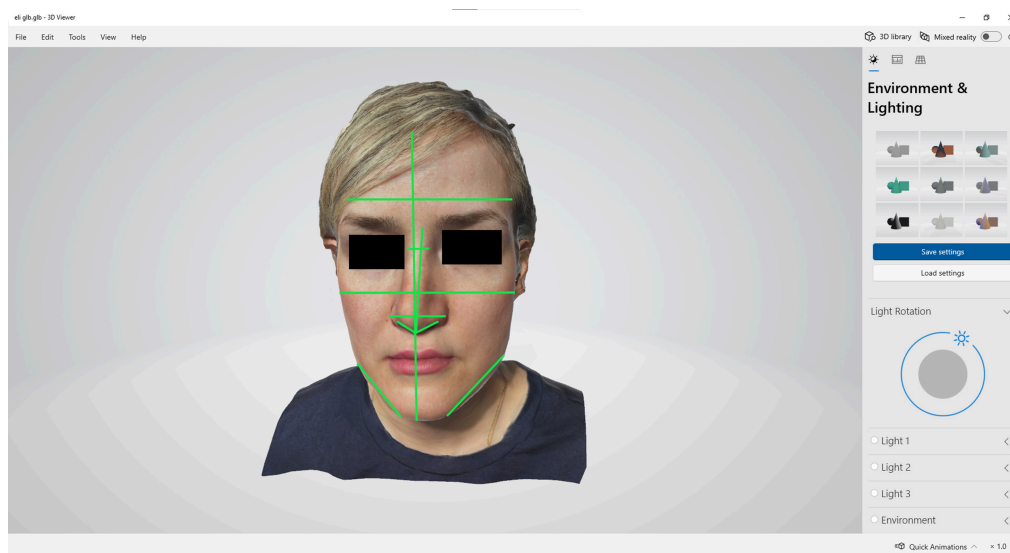 eli glb.glb - 3D Viewer
File Edit Tools View Help
3D library Mixed reality
Environment &
Lighting
Save settings
Load settings
Light Rotation
Light 1
Light 2
Light 3
Environment
Quick Animations × 1.0